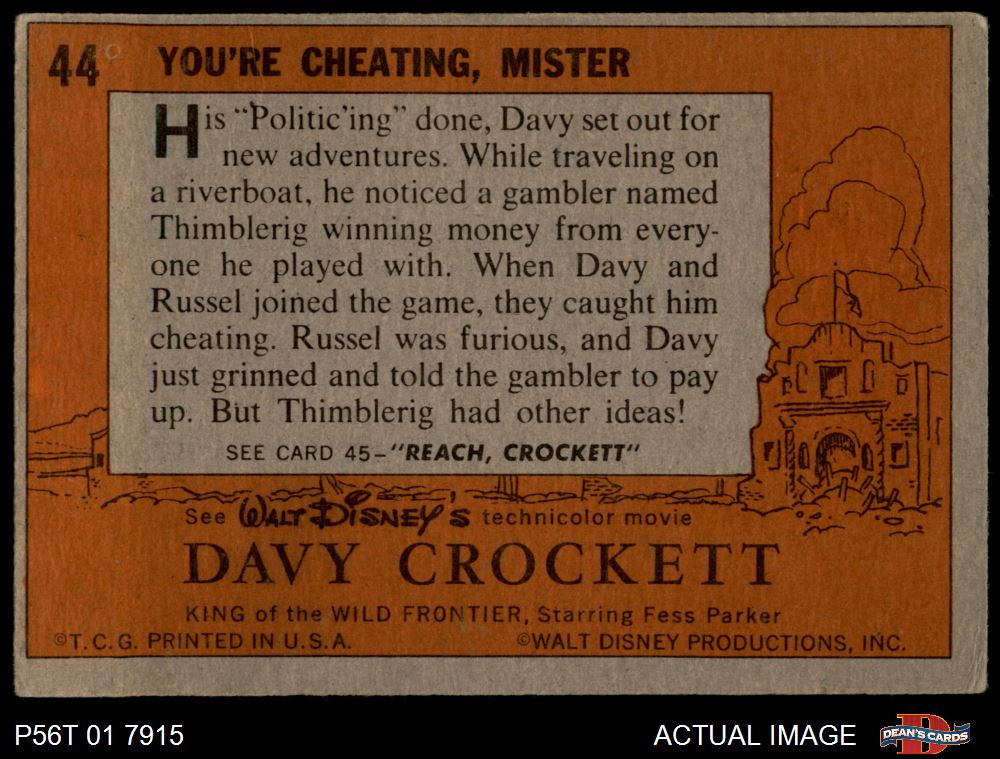 44 YOU'RE CHEATING, MISTER
His "Politic'ing" done, Davy set out for
new adventures. While traveling on
a riverboat, he noticed a gambler named
Thimblerig winning money from every-
one he played with. When Davy and
Russel joined the game, they caught him
cheating. Russel was furious, and Davy
just grinned and told the gambler to pay
up. But Thimblerig had other ideas!
SEE CARD 45-"REACH, CROCKETT"
See WALT DISNEY'S technicolor movie
DAVY CROCKETT
KING of the WILD FRONTIER, Starring Fess Parker
©T.C.G. PRINTED IN U.S.A. ©WALT DISNEY PRODUCTIONS, INC.
P56T 01 7915 ACTUAL IMAGE D DEAN'S CARDS